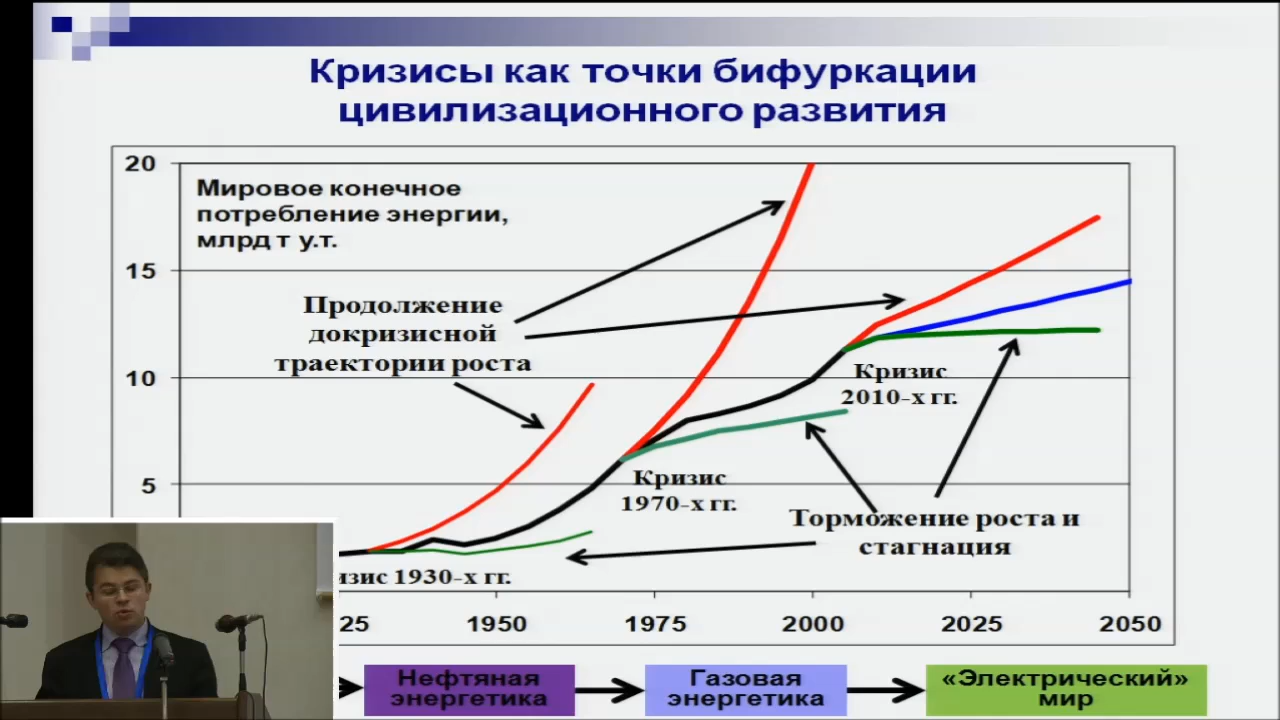 Кризисы как точки бифуркации
цивилизационного развития
20
Мировое конечное
потребление энергии,
млрд т у.т.
15
Продолжение
докризисной
траектории роста
10
Кризис
2010-х гг.
5
Кризис
1970-х гг.
Торможение роста и
стагнация
изис 1930-х гг.
25 1950 1975 2000 2025 2050
Нефтяная
энергетика
Газовая
энергетика
«Электрический»
мир